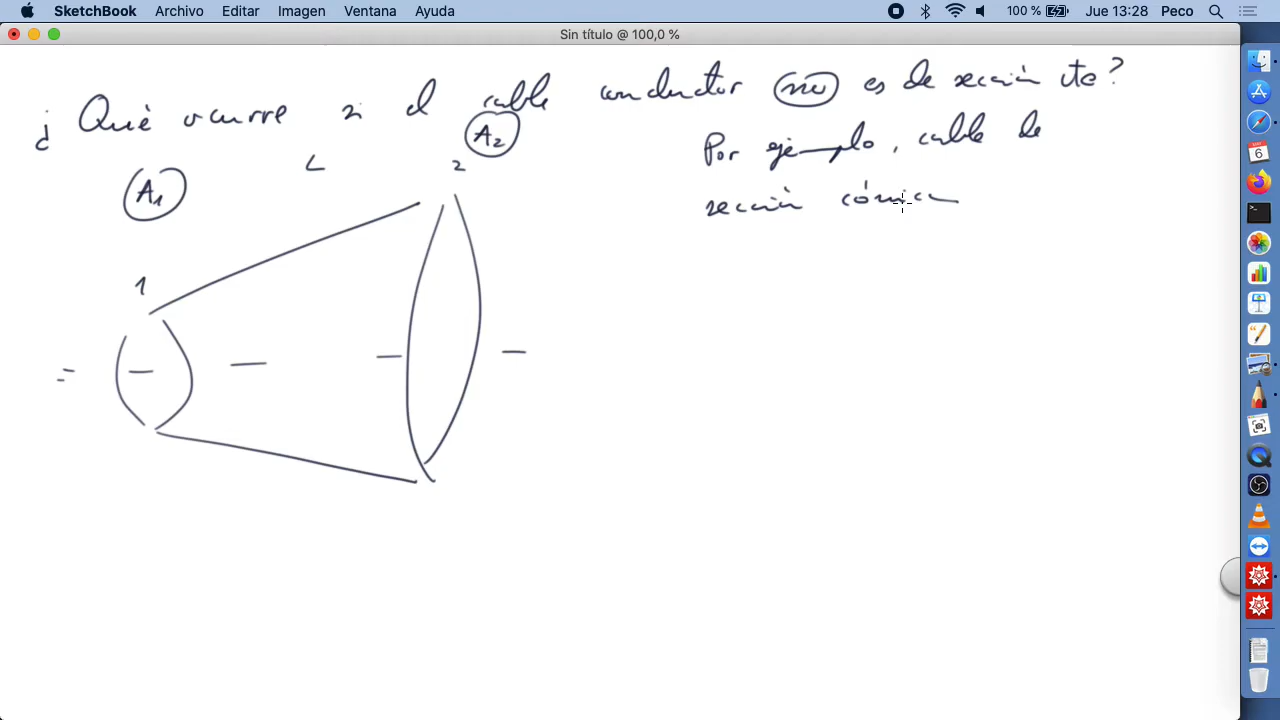 SketchBook Archivo Editar Imagen Ventana Ayuda 100 % Jue 13:28 Peco
Sin título @ 100,0 %
¿ Qué ocurre si el cable conductor no es de sección cte?
Por ejemplo, cable de
sección cónica
A1
L
A2
2
1
6